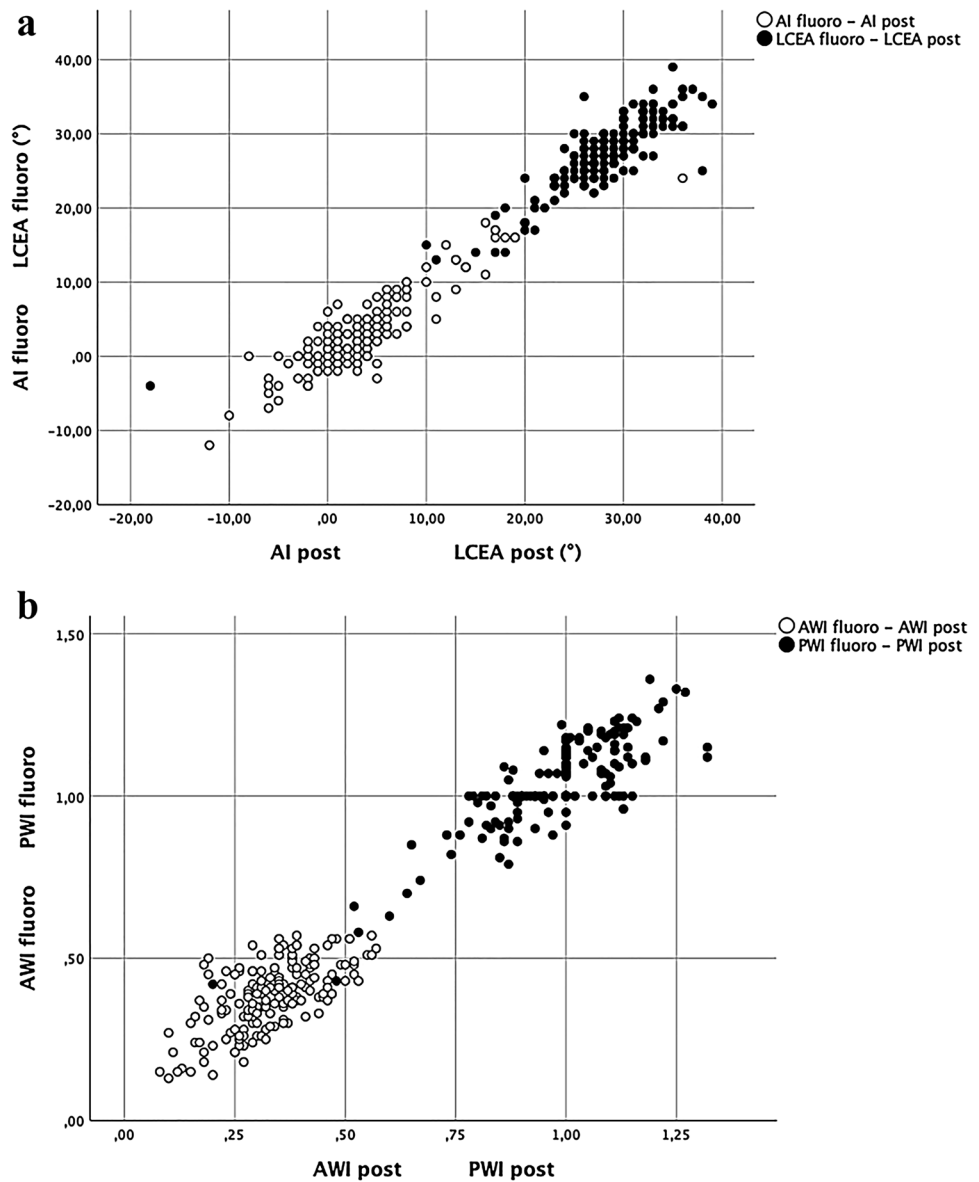 a
AI fluoro – AI post
LCEA fluoro – LCEA post
40,00
30,00
20,00
10,00
,00
−10,00
−20,00
AI fluoro LCEA fluoro (°)
−20,00 −10,00 ,00 10,00 20,00 30,00 40,00
AI post LCEA post (°)
b
AWI fluoro – AWI post
PWI fluoro – PWI post
1,50
1,00
,50
,00
AWI fluoro PWI fluoro
,00 ,25 ,50 ,75 1,00 1,25
AWI post PWI post